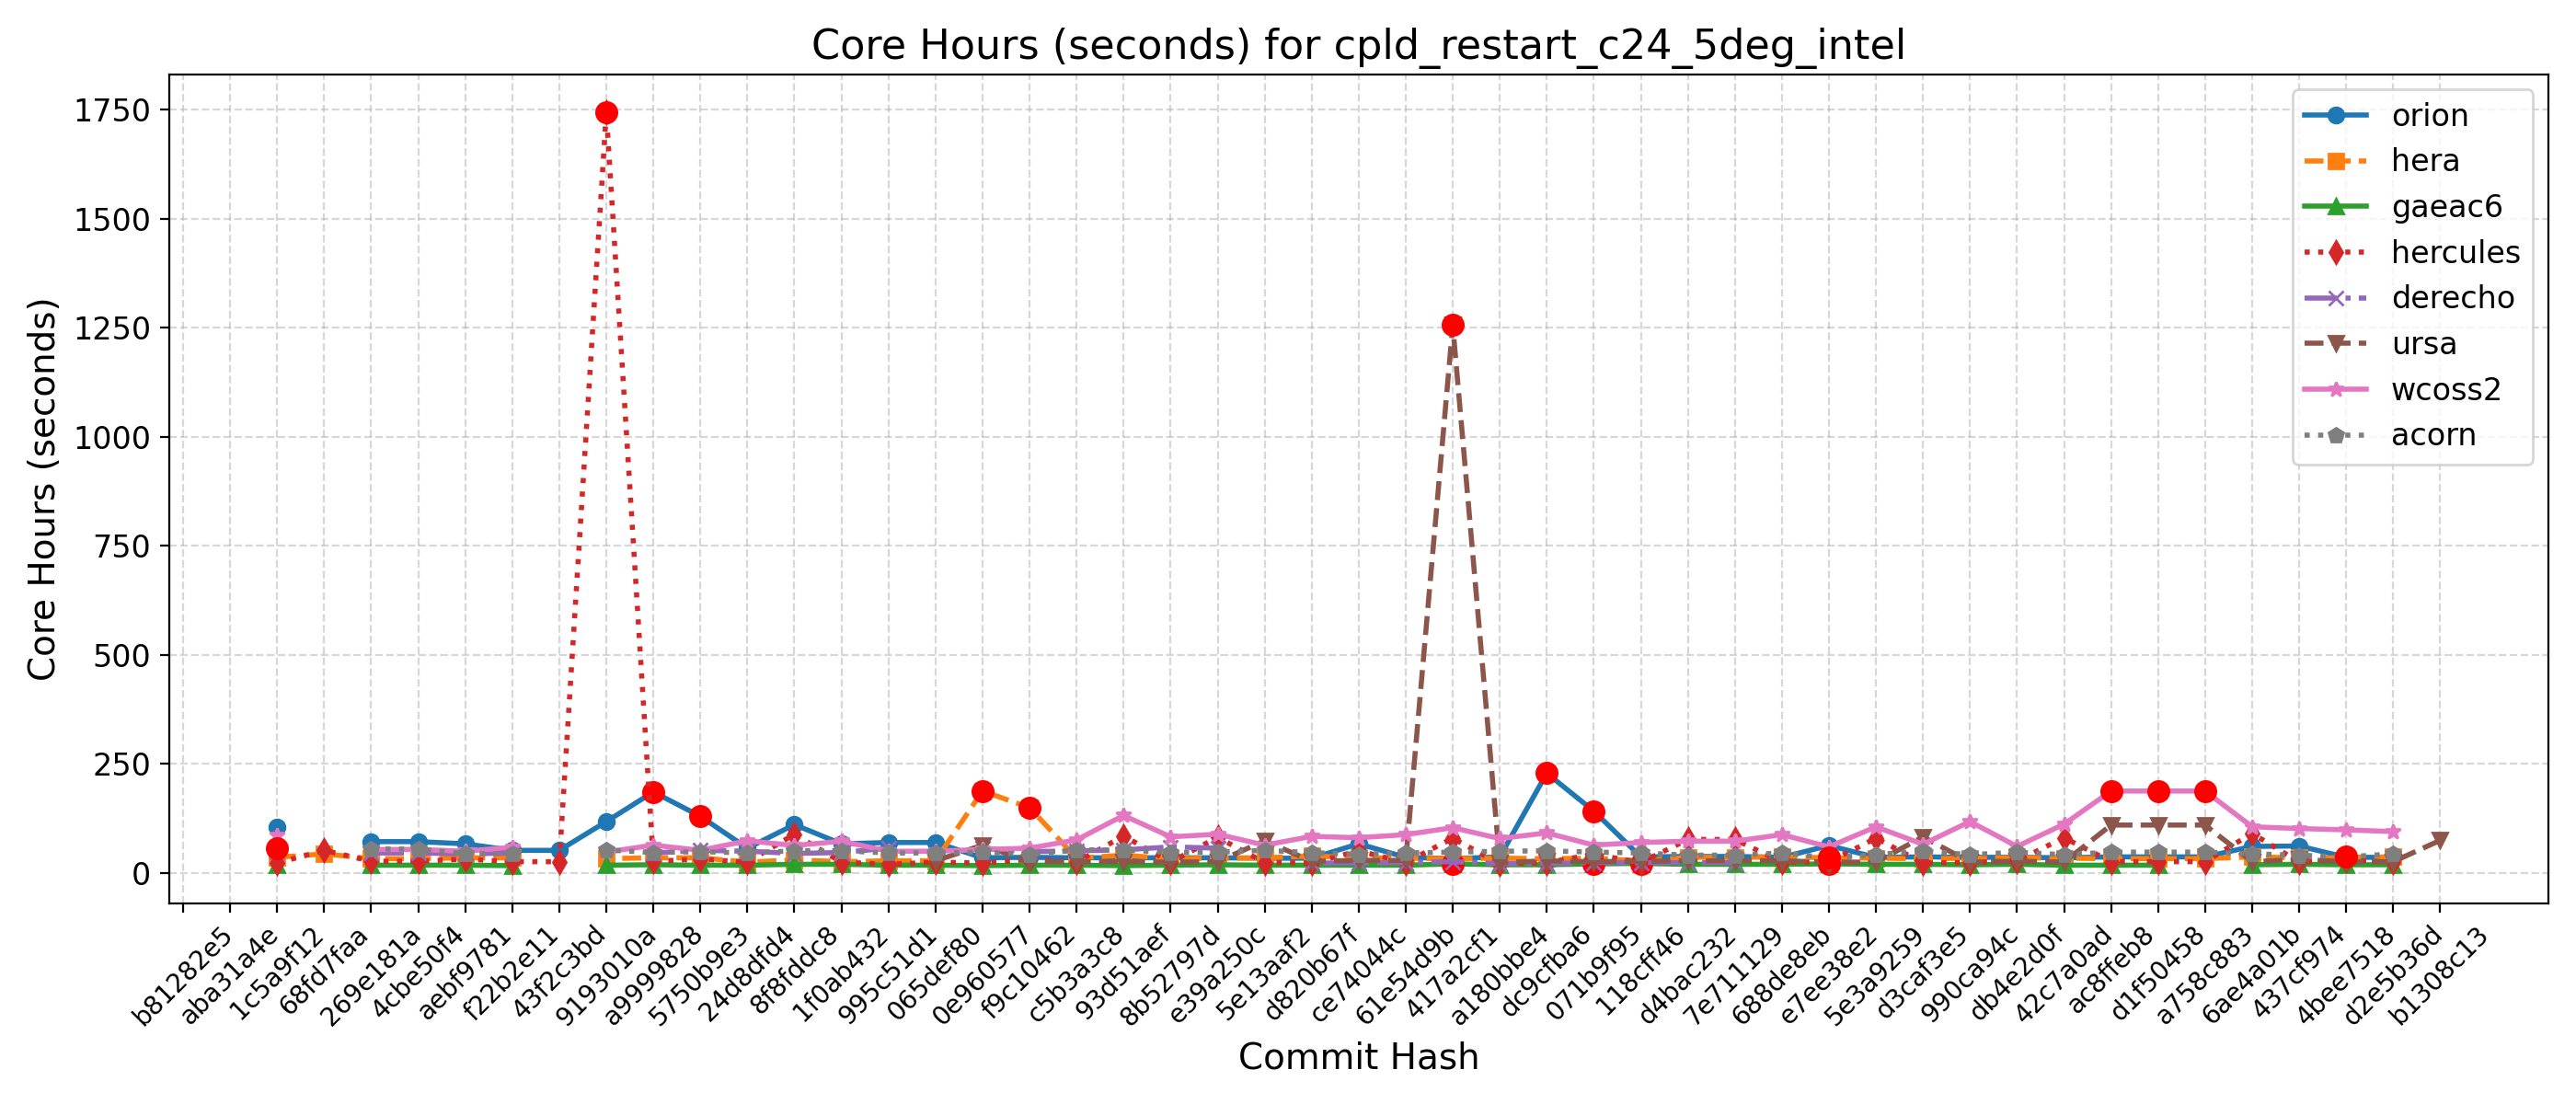 Core Hours (seconds) for cpld_restart_c24_5deg_intel
Core Hours (seconds)
1750
1500
1250
1000
750
500
250
0
orion
hera
gaeac6
hercules
derecho
ursa
wcoss2
acorn
b81282e5
aba31a4e
1c5a9f12
68fd7faa
269e181a
4cbe50f4
aebf9781
f22b2e11
43f2c3bd
9193010a
a9999828
5750b9e3
24d8dfd4
8f8fddc8
1f0ab432
995c51d1
065def80
0e960577
f9c10462
c5b3a3c8
93d51aef
8b52797d
e39a250c
5e13aaf2
d820b67f
ce74044c
61e54d9b
417a2cf1
a180bbe4
dc9cfba6
071b9f95
118cff46
d4bac232
7e711129
688de8eb
e7ee38e2
5e3a9259
d3caf3e5
990ca94c
db4e2d0f
42c7a0ad
ac8ffeb8
d1f50458
a758c883
6ae4a01b
437cf974
4bee7518
d2e5b36d
b1308c13
Commit Hash